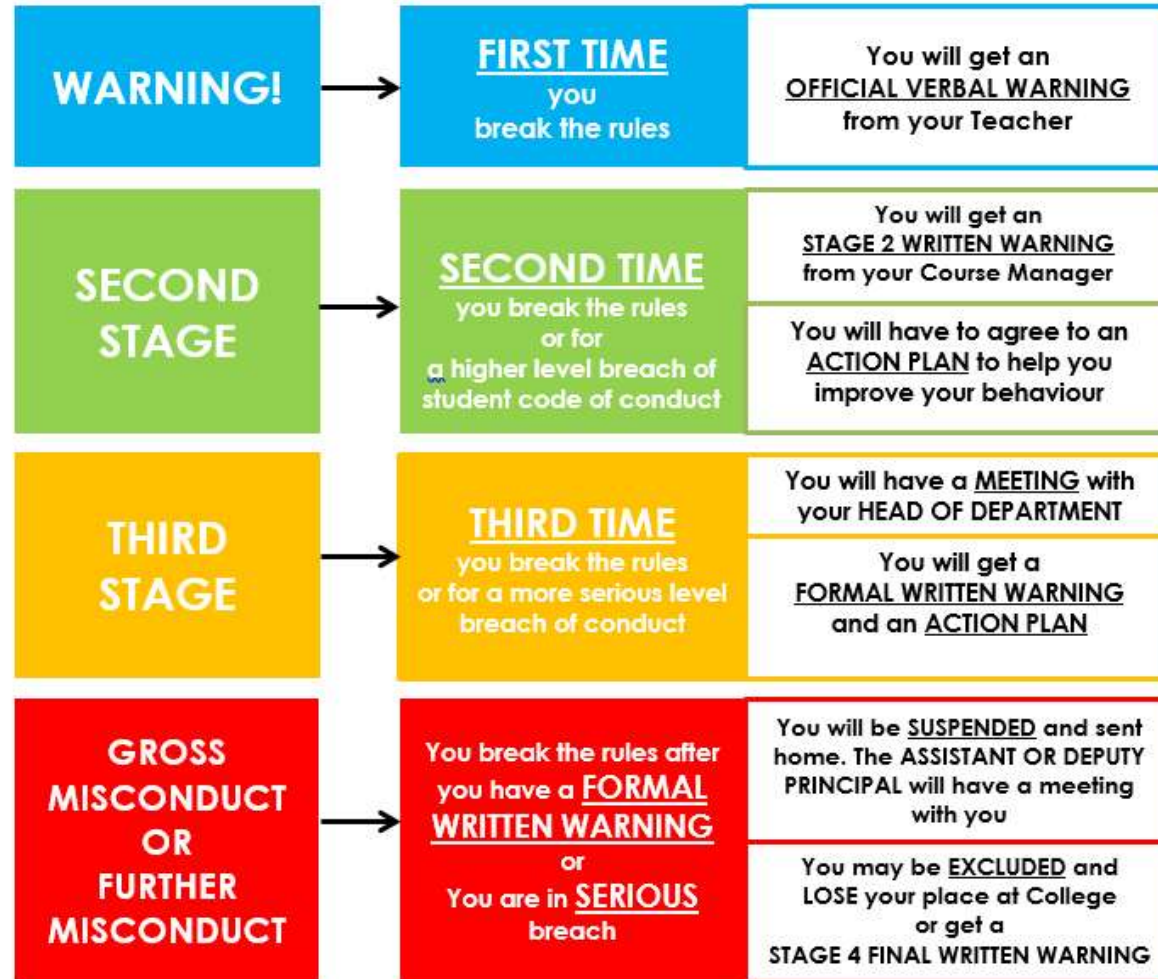 WARNING!
FIRST TIME
you
break the rules
You will get an
OFFICIAL VERBAL WARNING
from your Teacher
SECOND
STAGE
SECOND TIME
you break the rules
or for
a higher level breach of
student code of conduct
You will get an
STAGE 2 WRITTEN WARNING
from your Course Manager
You will have to agree to an
ACTION PLAN to help you
improve your behaviour
THIRD
STAGE
THIRD TIME
you break the rules
or for a more serious level
breach of conduct
You will have a MEETING with
your HEAD OF DEPARTMENT
You will get a
FORMAL WRITTEN WARNING
and an ACTION PLAN
GROSS
MISCONDUCT
OR
FURTHER
MISCONDUCT
You break the rules after
you have a FORMAL
WRITTEN WARNING
or
You are in SERIOUS
breach
You will be SUSPENDED and sent
home. The ASSISTANT OR DEPUTY
PRINCIPAL will have a meeting
with you
You may be EXCLUDED and
LOSE your place at College
or get a
STAGE 4 FINAL WRITTEN WARNING